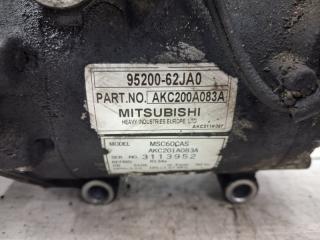 95200-62JA0
PART.NO. AKC200A083A
MITSUBISHI
HEAVY INDUSTRIES EUROPE, LTD
MODEL MSC60CAS
AKC201A083A
SER. NO. 3113952